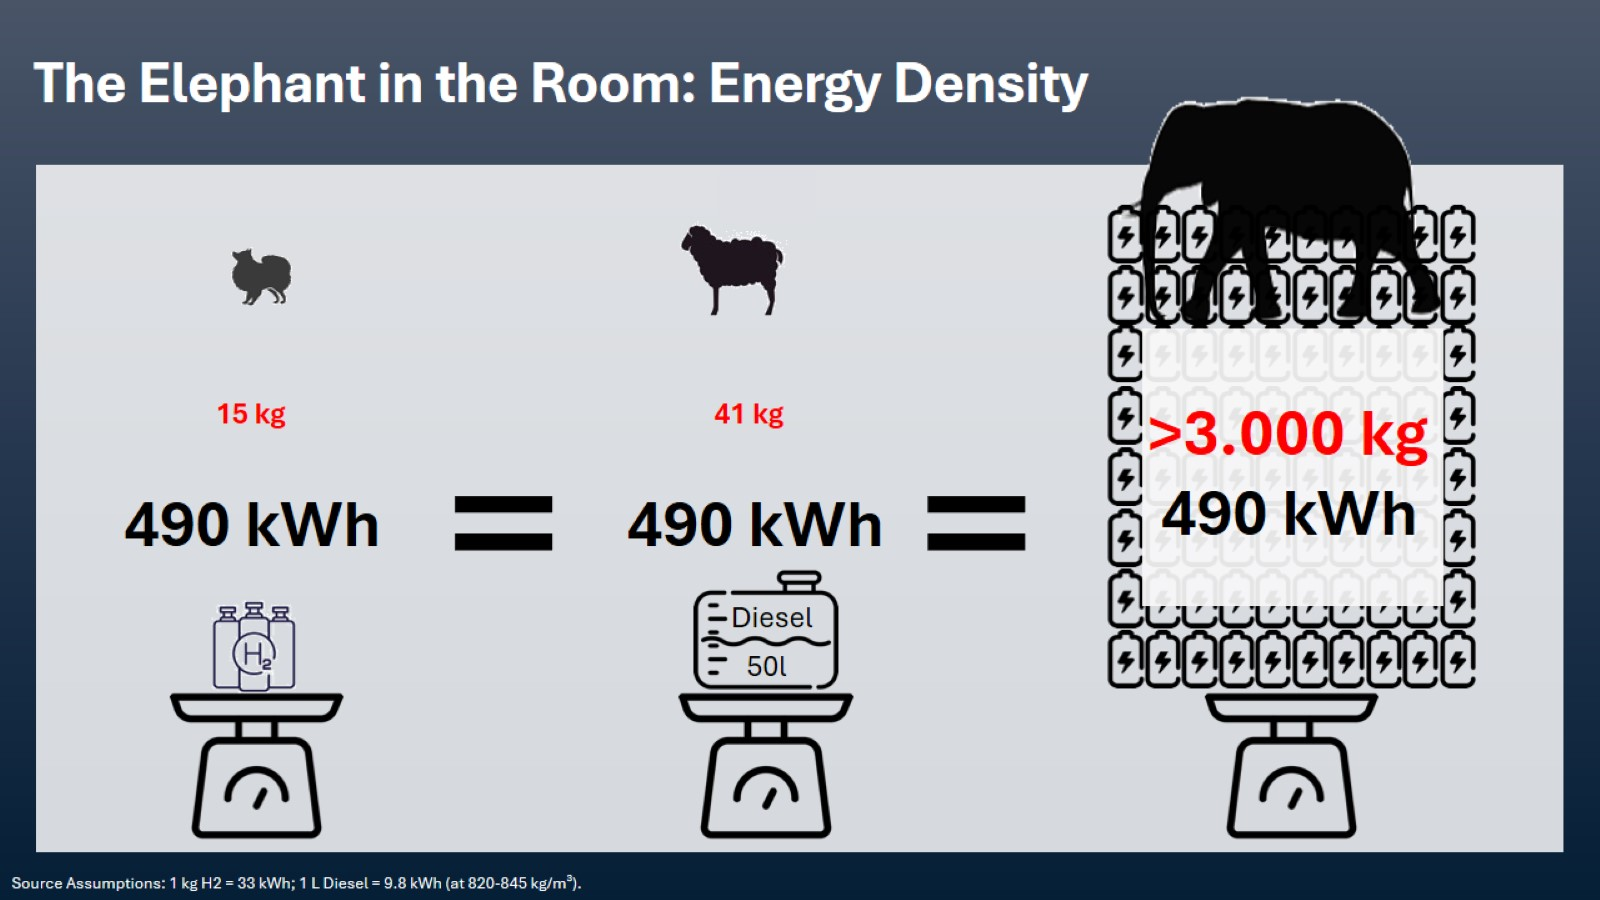 The Elephant in the Room: Energy Density
15 kg
41 kg
>3.000 kg
490 kWh
=
490 kWh
=
490 kWh
H2
Diesel
50l
Source Assumptions: 1 kg H2 = 33 kWh; 1 L Diesel = 9.8 kWh (at 820-845 kg/m³).